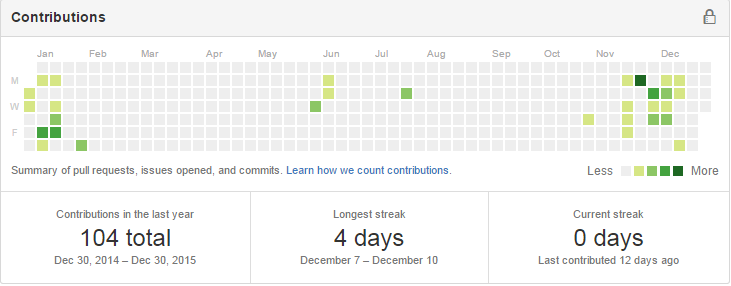 Contributions
Jan Feb Mar Apr May Jun Jul Aug Sep Oct Nov Dec
M
W
F
Summary of pull requests, issues opened, and commits. Learn how we count contributions. Less More
Contributions in the last year
104 total
Dec 30, 2014 – Dec 30, 2015
Longest streak
4 days
December 7 – December 10
Current streak
0 days
Last contributed 12 days ago